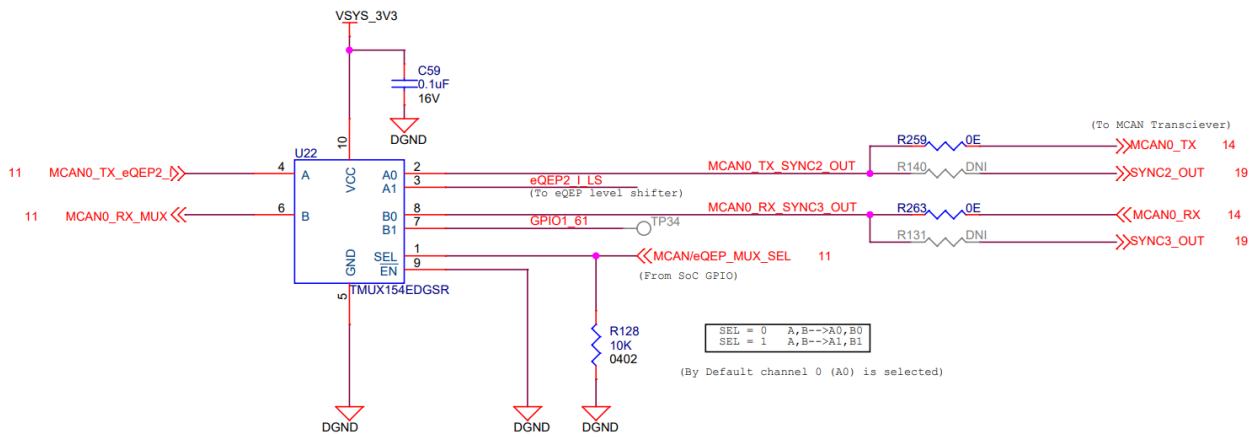 VSYS_3V3
C59
0.1uF
16V
DGND
U22
10
VCC
11 MCAN0_TX_eQEP2_I
4 A
A0 2
MCAN0_TX_SYNC2_OUT
R259 0E
(To MCAN Transciever)
MCAN0_TX 14
R140 DNI
SYNC2_OUT 19
A1 3
eQEP2_I_LS
(To eQEP level shifter)
11 MCAN0_RX_MUX
6 B
B0 8
MCAN0_RX_SYNC3_OUT
R263 0E
MCAN0_RX 14
B1 7
GPIO1_61
TP34
R131 DNI
SYNC3_OUT 19
SEL 1
MCAN/eQEP_MUX_SEL 11
(From SoC GPIO)
EN 9
GND
5
TMUX154EDGSR
R128
10K
0402
SEL = 0 A,B-->A0,B0
SEL = 1 A,B-->A1,B1
(By Default channel 0 (A0) is selected)
DGND
DGND
DGND